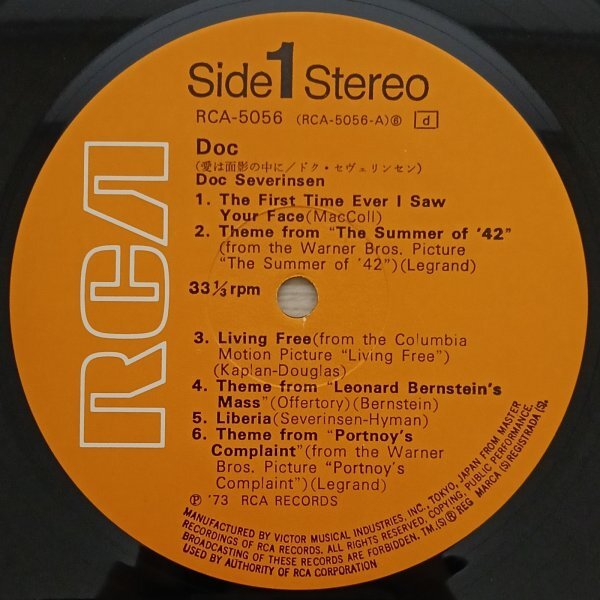 Side 1 Stereo
RCA-5056 (RCA-5056-A)⑥ d
RCA
Doc
(愛は面影の中に/ドク・セヴェリンセン)
Doc Severinsen
1. The First Time Ever I Saw
Your Face(MacColl)
2. Theme from "The Summer of '42"
(from the Warner Bros. Picture
"The Summer of '42")(Legrand)
33 1/3 rpm
3. Living Free(from the Columbia
Motion Picture "Living Free")
(Kaplan-Douglas)
4. Theme from "Leonard Bernstein's
Mass"(Offertory)(Bernstein)
5. Liberia(Severinsen-Hyman)
6. Theme from "Portnoy's
Complaint"(from the Warner
Bros. Picture "Portnoy's
Complaint")(Legrand)
Ⓟ '73 RCA RECORDS
MANUFACTURED BY VICTOR MUSICAL INDUSTRIES, INC. TOKYO, JAPAN FROM MASTER
RECORDINGS OF RCA RECORDS. ALL RIGHTS RESERVED, COPYING, PUBLIC PERFORMANCE,
BROADCASTING OF THESE RECORDS ARE FORBIDDEN. TM.(S)® REG MARCA (S)REGISTRADA (S).
USED BY AUTHORITY OF RCA CORPORATION